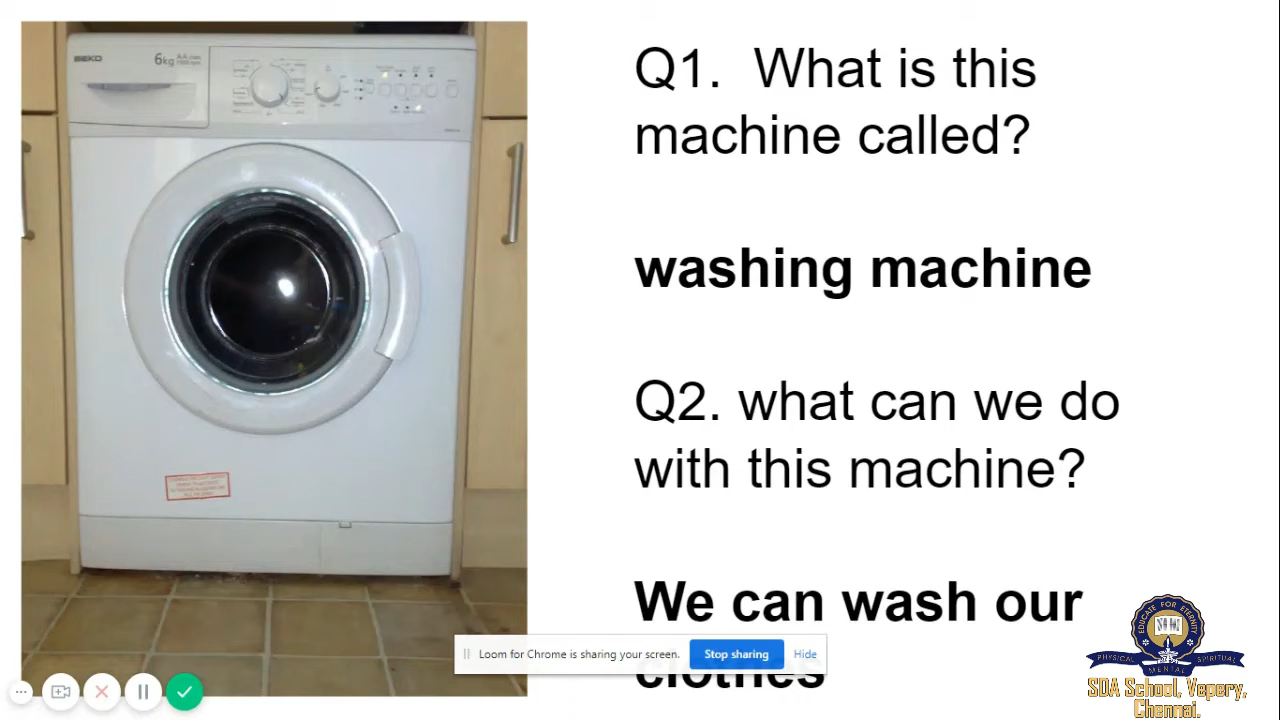 BEKO
6kg AA class
Q1. What is this
machine called?
washing machine
Q2. what can we do
with this machine?
We can wash our
clothes
Loom for Chrome is sharing your screen. Stop sharing Hide
EDUCATE FOR ETERNITY
PHYSICAL MENTAL SPIRITUAL
SDA School, Vepery,
Chennai.